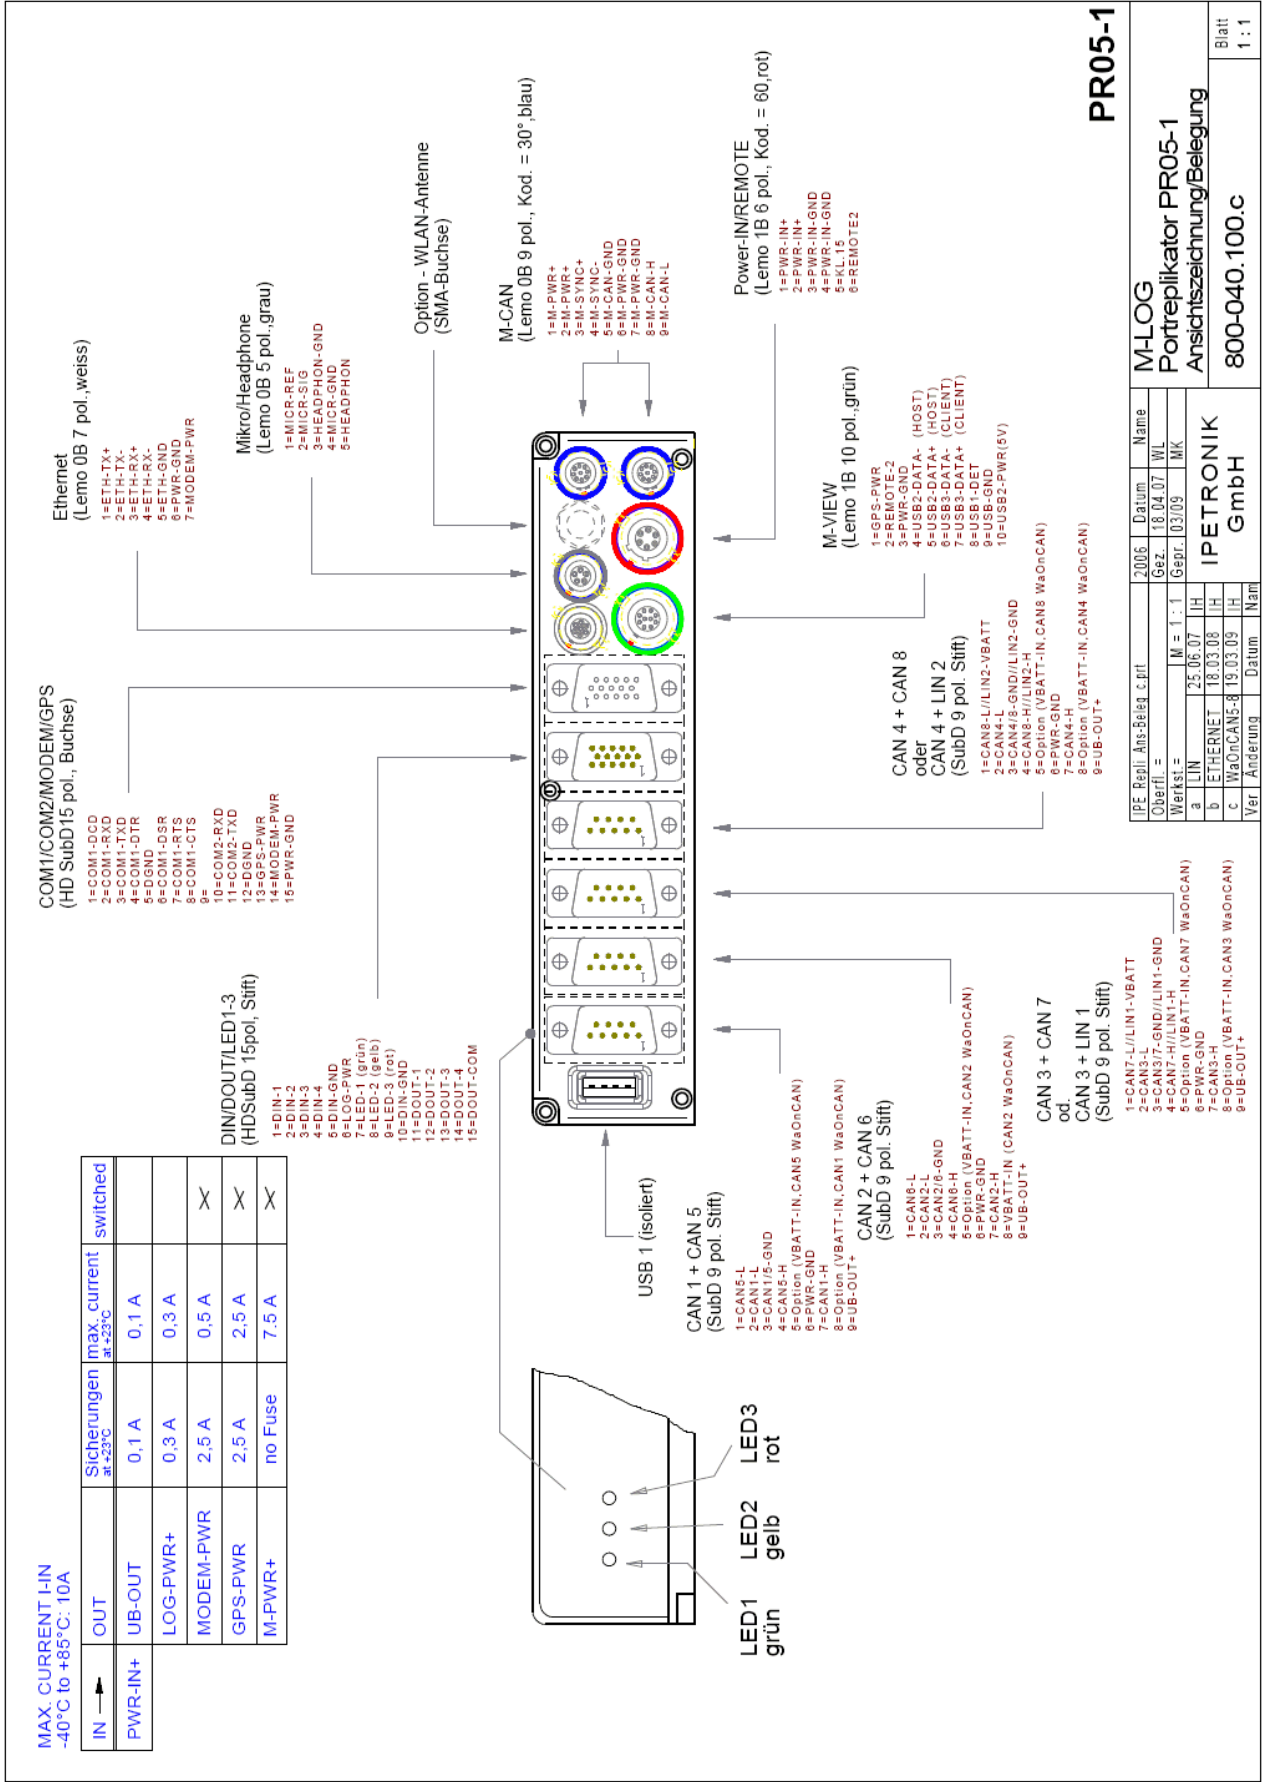 MAX. CURRENT I-IN
-40°C to +85°C: 10A
IN OUT Sicherungen at +23°C max. current at +23°C switched
PWR-IN+ UB-OUT 0,1 A 0,1 A
LOG-PWR+ 0,3 A 0,3 A
MODEM-PWR 2,5 A 0,5 A X
GPS-PWR 2,5 A 2,5 A X
M-PWR+ no Fuse 7.5 A X
COM1/COM2/MODEM/GPS
(HD SubD15 pol., Buchse)
1=COM1-DCD
2=COM1-RXD
3=COM1-TXD
4=COM1-DTR
5=DGND
6=COM1-DSR
7=COM1-RTS
8=COM1-CTS
9=
10=COM2-RXD
11=COM2-TXD
12=DGND
13=GPS-PWR
14=MODEM-PWR
15=PWR-GND
Ethernet
(Lemo 0B 7 pol.,weiss)
1=ETH-TX+
2=ETH-TX-
3=ETH-RX+
4=ETH-RX-
5=ETH-GND
6=PWR-GND
7=MODEM-PWR
Mikro/Headphone
(Lemo 0B 5 pol.,grau)
1=MICR-REF
2=MICR-SIG
3=HEADPHON-GND
4=MICR-GND
5=HEADPHON
DIN/DOUT/LED1-3
(HDSubD 15pol, Stift)
1=DIN-1
2=DIN-2
3=DIN-3
4=DIN-4
5=DIN-GND
6=LOG-PWR
7=LED-1 (grün)
8=LED-2 (gelb)
9=LED-3 (rot)
10=DIN-GND
11=DOUT-1
12=DOUT-2
13=DOUT-3
14=DOUT-4
15=DOUT-COM
Option - WLAN-Antenne
(SMA-Buchse)
M-CAN
(Lemo 0B 9 pol., Kod. = 30°,blau)
1=M-PWR+
2=M-PWR+
3=M-SYNC+
4=M-SYNC-
5=M-CAN-GND
6=M-PWR-GND
7=M-PWR-GND
8=M-CAN-H
9=M-CAN-L
USB 1 (isoliert)
LED1
grün
LED2
gelb
LED3
rot
CAN 1 + CAN 5
(SubD 9 pol. Stift)
1=CAN5-L
2=CAN1-L
3=CAN1/5-GND
4=CAN5-H
5=Option (VBATT-IN,CAN5 WaOnCAN)
6=PWR-GND
7=CAN1-H
8=Option (VBATT-IN,CAN1 WaOnCAN)
9=UB-OUT+
CAN 2 + CAN 6
(SubD 9 pol. Stift)
1=CAN6-L
2=CAN2-L
3=CAN2/6-GND
4=CAN6-H
5=Option (VBATT-IN,CAN2 WaOnCAN)
6=PWR-GND
7=CAN2-H
8=VBATT-IN (CAN2 WaOnCAN)
9=UB-OUT+
CAN 3 + CAN 7
od.
CAN 3 + LIN 1
(SubD 9 pol. Stift)
1=CAN7-L//LIN1-VBATT
2=CAN3-L
3=CAN3/7-GND//LIN1-GND
4=CAN7-H//LIN1-H
5=Option (VBATT-IN,CAN7 WaOnCAN)
6=PWR-GND
7=CAN3-H
8=Option (VBATT-IN,CAN3 WaOnCAN)
9=UB-OUT+
CAN 4 + CAN 8
oder
CAN 4 + LIN 2
(SubD 9 pol. Stift)
1=CAN8-L//LIN2-VBATT
2=CAN4-L
3=CAN4/8-GND//LIN2-GND
4=CAN8-H//LIN2-H
5=Option (VBATT-IN,CAN8 WaOnCAN)
6=PWR-GND
7=CAN4-H
8=Option (VBATT-IN,CAN4 WaOnCAN)
9=UB-OUT+
M-VIEW
(Lemo 1B 10 pol.,grün)
1=GPS-PWR
2=REMOTE-2
3=PWR-GND
4=USB2-DATA- (HOST)
5=USB2-DATA+ (HOST)
6=USB3-DATA- (CLIENT)
7=USB3-DATA+ (CLIENT)
8=USB1-DET
9=USB-GND
10=USB2-PWR(5V)
Power-IN/REMOTE
(Lemo 1B 6 pol., Kod. = 60,rot)
1=PWR-IN+
2=PWR-IN+
3=PWR-IN-GND
4=PWR-IN-GND
5=KL.15
6=REMOTE2
PR05-1
IPE Repli Ans-Beleg c.prt 2006 Datum Name
Oberfl. = Gez. 18.04.07 WL
Werkst.= M = 1 : 1 Gepr. 03/09 MK
a LIN 25.06.07 IH
b ETHERNET 18.03.08 IH
c WaOnCAN5-8 19.03.09 IH
Ver Änderung Datum Nam
IPETRONIK
GmbH
M-LOG
Portreplikator PR05-1
Ansichtszeichnung/Belegung
800-040.100.c
Blatt
1 : 1